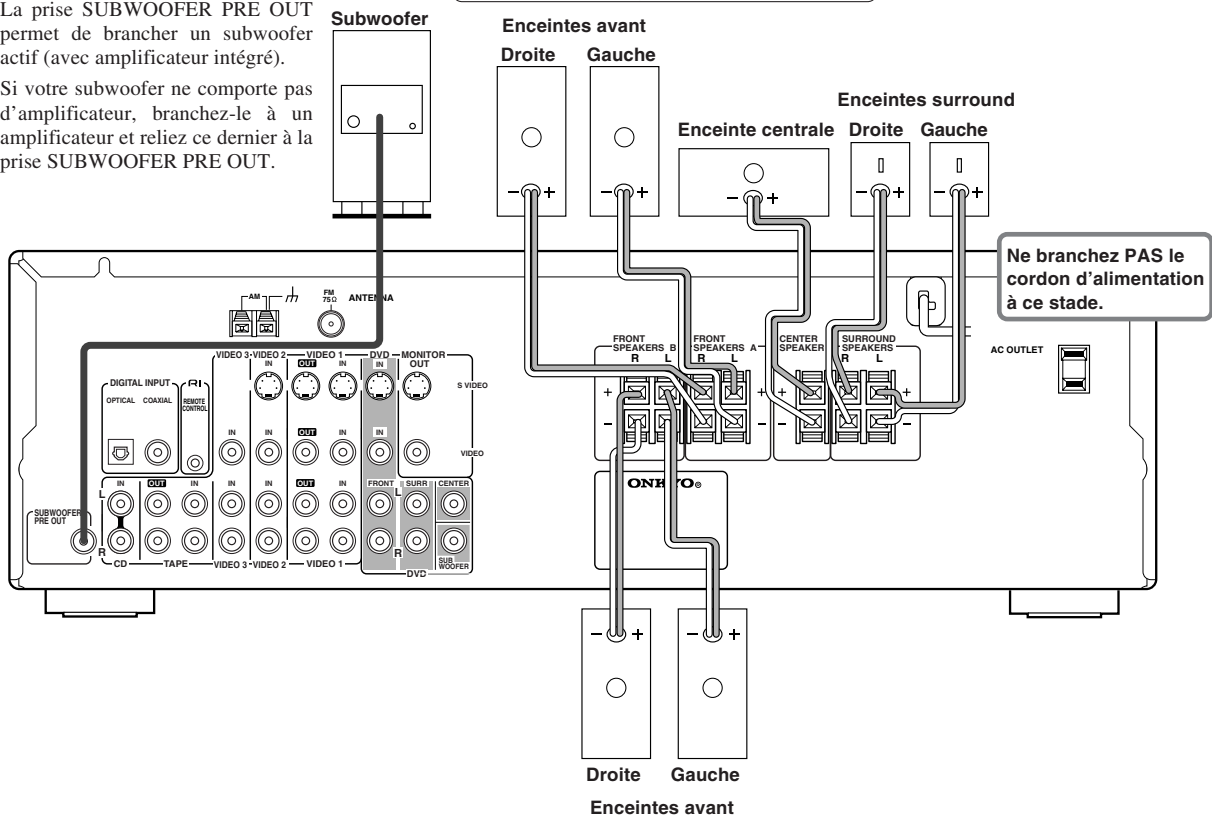 La prise SUBWOOFER PRE OUT
permet de brancher un subwoofer
actif (avec amplificateur intégré).
Si votre subwoofer ne comporte pas
d'amplificateur, branchez-le à un
amplificateur et reliez ce dernier à la
prise SUBWOOFER PRE OUT.
Subwoofer
Enceintes avant
Droite Gauche
Enceintes surround
Enceinte centrale Droite Gauche
- + - + - + - + - +
Ne branchez PAS le
cordon d'alimentation
à ce stade.
AM
FM
75Ω
ANTENNA
AC OUTLET
FRONT
SPEAKERS B
R L
FRONT
SPEAKERS A
R L
CENTER
SPEAKER
SURROUND
SPEAKERS
R L
+ + + +
- - - -
VIDEO 3 VIDEO 2 VIDEO 1 DVD MONITOR
IN OUT IN IN OUT
S VIDEO
DIGITAL INPUT
OPTICAL COAXIAL
RI
REMOTE
CONTROL
IN IN OUT IN IN
VIDEO
IN OUT IN IN IN OUT IN FRONT SURR CENTER
L L
SUBWOOFER
PRE OUT
R R
SUB
WOOFER
CD TAPE VIDEO 3 VIDEO 2 VIDEO 1
DVD
ONKYO®
- + - +
Droite Gauche
Enceintes avant